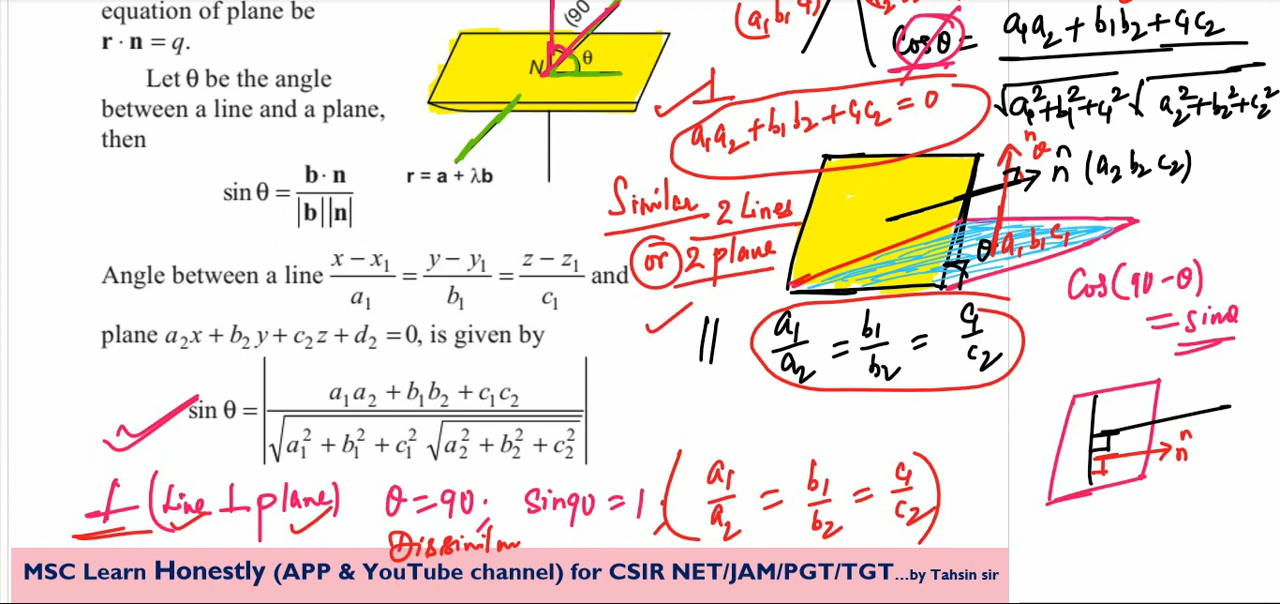 equation of plane be
r · n = q.
Let θ be the angle
between a line and a plane,
then
sin θ = b · n / |b||n|
(90
N
θ
r = a + λb
Angle between a line x − x₁ / a₁ = y − y₁ / b₁ = z − z₁ / c₁ and
plane a₂x + b₂y + c₂z + d₂ = 0, is given by
sin θ = | a₁a₂ + b₁b₂ + c₁c₂ / √a₁² + b₁² + c₁² √a₂² + b₂² + c₂² |
Cosθ = a₁a₂ + b₁b₂ + c₁c₂ / √a₁²+b₁²+c₁² √a₂²+b₂²+c₂²
⊥
a₁a₂ + b₁b₂ + c₁c₂ = 0
n̂ (a₂ b₂ c₂)
Similar 2 Lines
(or) 2 plane
θ
a₁ b₁ c₁
Cos(90-θ)
= sinθ
|| a₁/a₂ = b₁/b₂ = c₁/c₂
n̂
⊥ (Line ⊥ plane) θ = 90. Sin90 = 1 ( a₁/a₂ = b₁/b₂ = c₁/c₂ )
Dissimilar
MSC Learn Honestly (APP & YouTube channel) for CSIR NET/JAM/PGT/TGT...by Tahsin sir